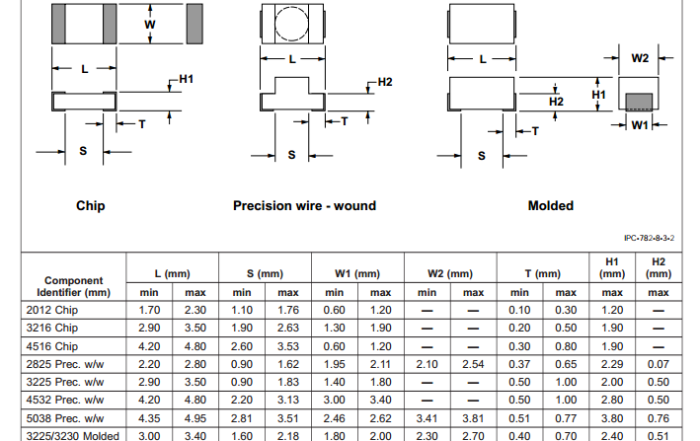 W
L
H1
T
S
L
H2
T
S
L
W2
H1
H2
W1
T
S
Chip
Precision wire - wound
Molded
IPC-782-8-3-2
Component Identifier (mm) L (mm) S (mm) W1 (mm) W2 (mm) T (mm) H1 (mm) H2 (mm)
min max min max min max min max min max max max
2012 Chip 1.70 2.30 1.10 1.76 0.60 1.20 — — 0.10 0.30 1.20 —
3216 Chip 2.90 3.50 1.90 2.63 1.30 1.90 — — 0.20 0.50 1.90 —
4516 Chip 4.20 4.80 2.60 3.53 0.60 1.20 — — 0.30 0.80 1.90 —
2825 Prec. w/w 2.20 2.80 0.90 1.62 1.95 2.11 2.10 2.54 0.37 0.65 2.29 0.07
3225 Prec. w/w 2.90 3.50 0.90 1.83 1.40 1.80 — — 0.50 1.00 2.00 0.50
4532 Prec. w/w 4.20 4.80 2.20 3.13 3.00 3.40 — — 0.50 1.00 2.80 0.50
5038 Prec. w/w 4.35 4.95 2.81 3.51 2.46 2.62 3.41 3.81 0.51 0.77 3.80 0.76
3225/3230 Molded 3.00 3.40 1.60 2.18 1.80 2.00 2.30 2.70 0.40 0.70 2.40 0.51